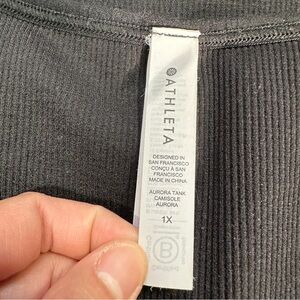 ATHLETA
DESIGNED IN
SAN FRANCISCO
CONÇU À SAN
FRANCISCO
MADE IN CHINA
AURORA TANK
CAMISOLE
AURORA
1X
B